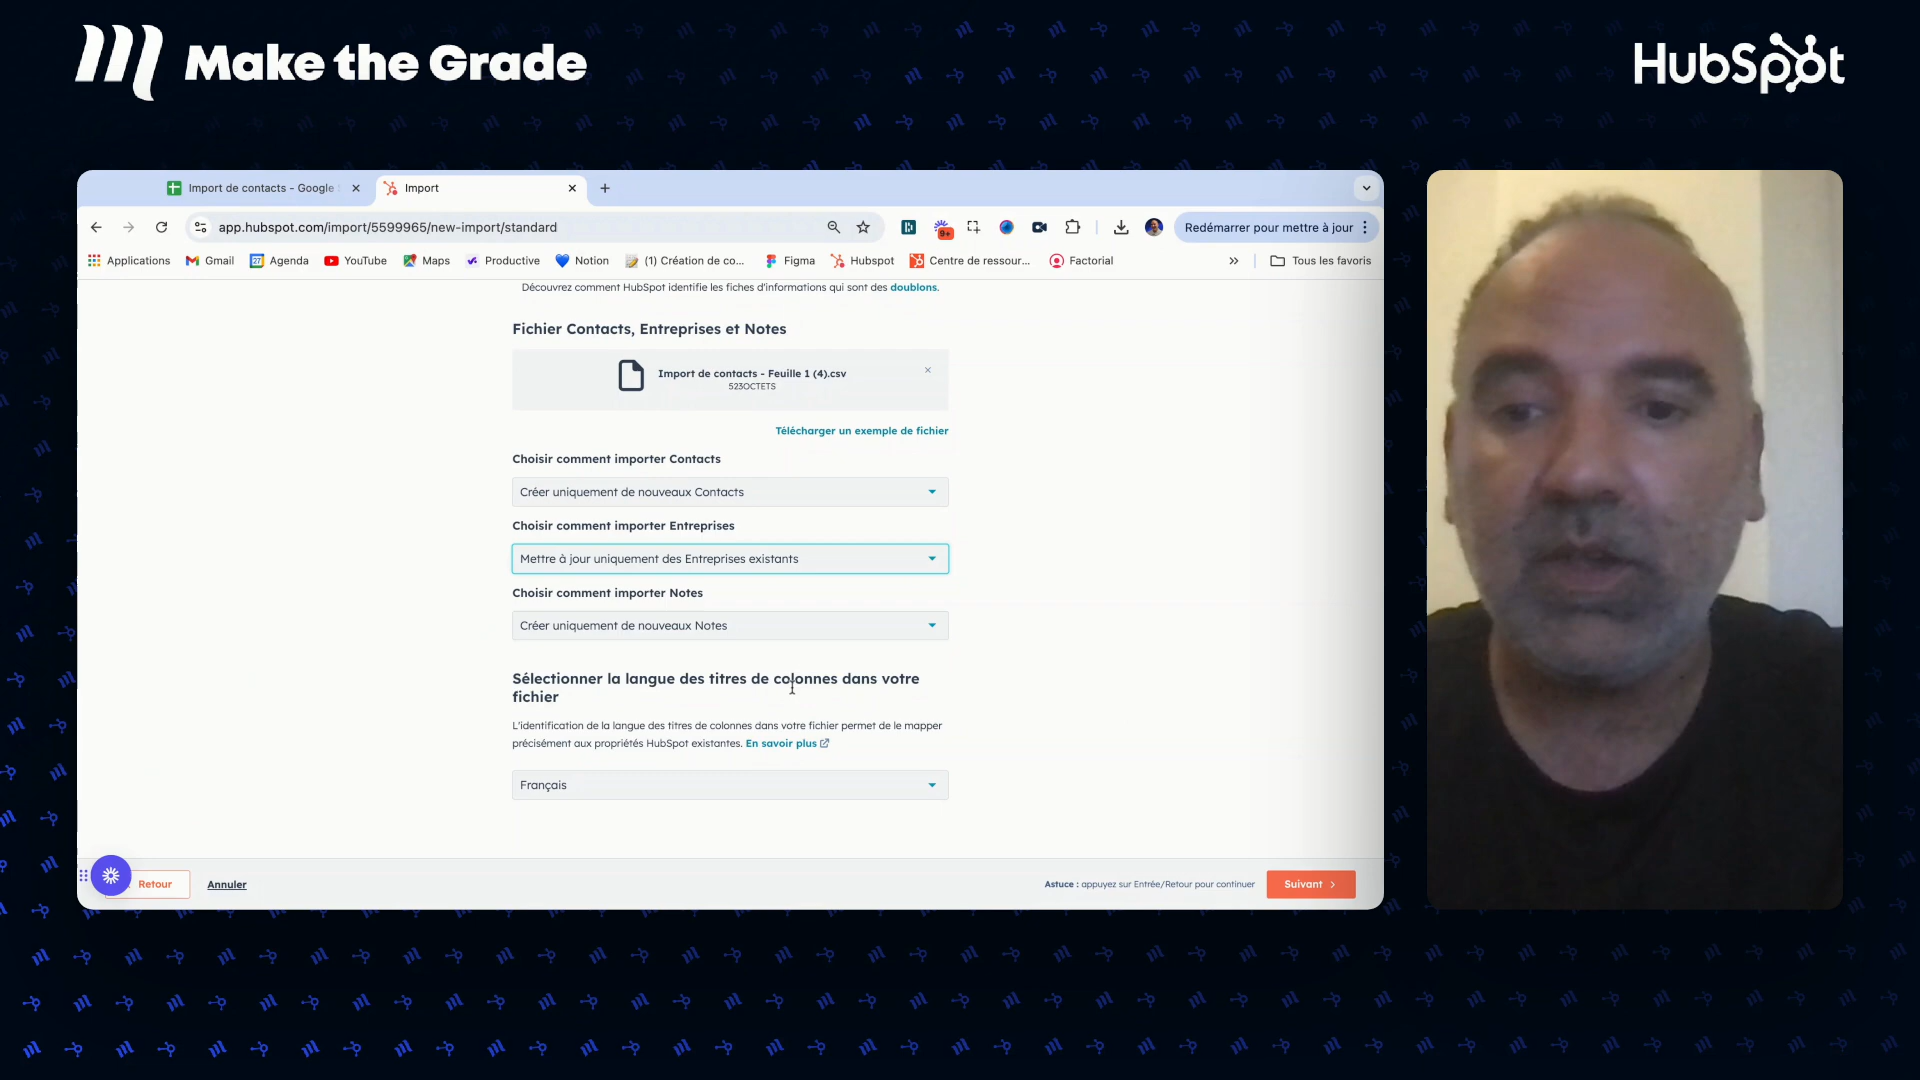 Make the Grade
HubSpot
Import de contacts - Google
Import
app.hubspot.com/import/5599965/new-import/standard
9+
Redémarrer pour mettre à jour
Applications
Gmail
Agenda
YouTube
Maps
Productive
Notion
(1) Création de co...
Figma
Hubspot
Centre de ressour...
Factorial
Tous les favoris
Découvrez comment HubSpot identifie les fiches d'informations qui sont des doublons.
Fichier Contacts, Entreprises et Notes
Import de contacts - Feuille 1 (4).csv
523OCTETS
Télécharger un exemple de fichier
Choisir comment importer Contacts
Créer uniquement de nouveaux Contacts
Choisir comment importer Entreprises
Mettre à jour uniquement des Entreprises existants
Choisir comment importer Notes
Créer uniquement de nouveaux Notes
Sélectionner la langue des titres de colonnes dans votre
fichier
L'identification de la langue des titres de colonnes dans votre fichier permet de le mapper
précisément aux propriétés HubSpot existantes. En savoir plus
Français
Retour
Annuler
Astuce : appuyez sur Entrée/Retour pour continuer
Suivant